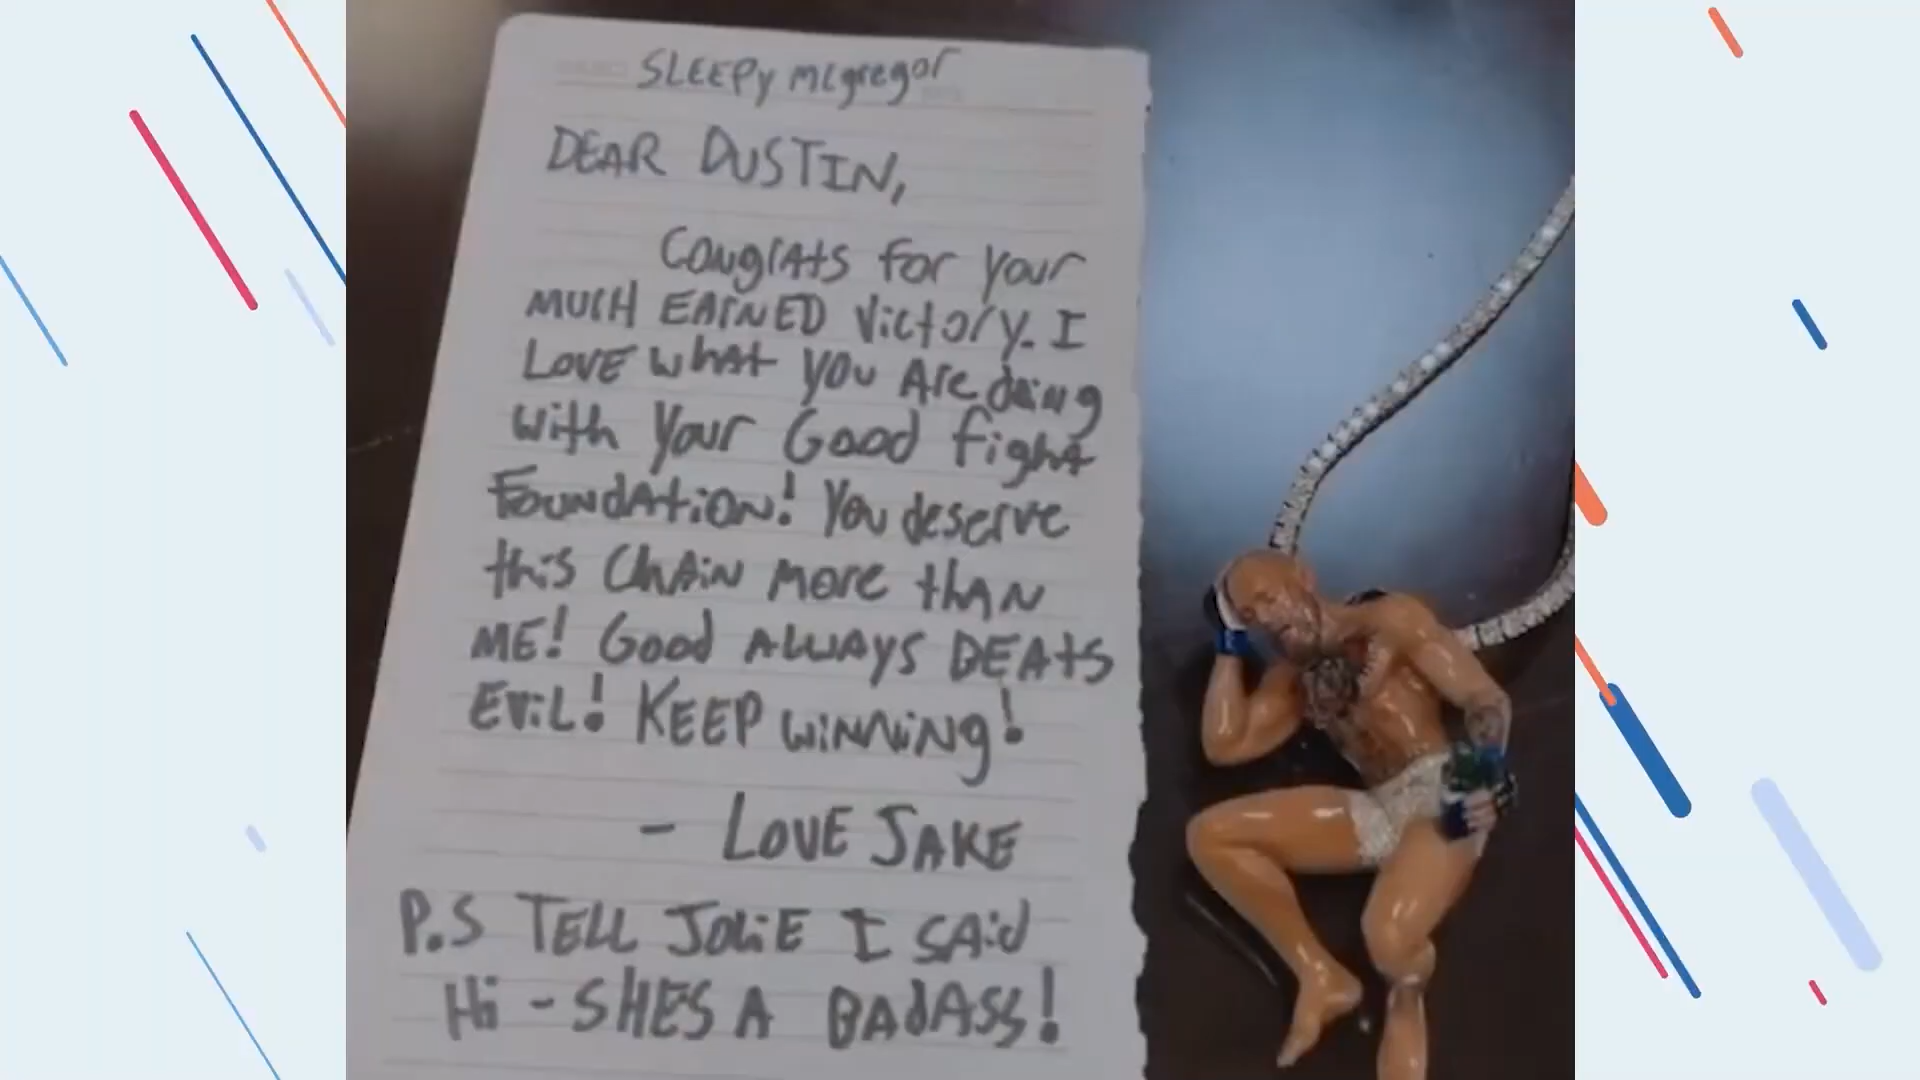 SLEEPY McGregor
DEAR DUSTIN,
Congrats for your
MUCH EARNED Victory. I
LOVE what you Are doing
with your Good fight
Foundation! You deserve
this Chain More than
ME! Good ALWAYS BEAts
EviL! KEEP winning!
- LOVE JAKE
P.S TELL JOLiE I SAid
Hi - SHES A BAdASS!